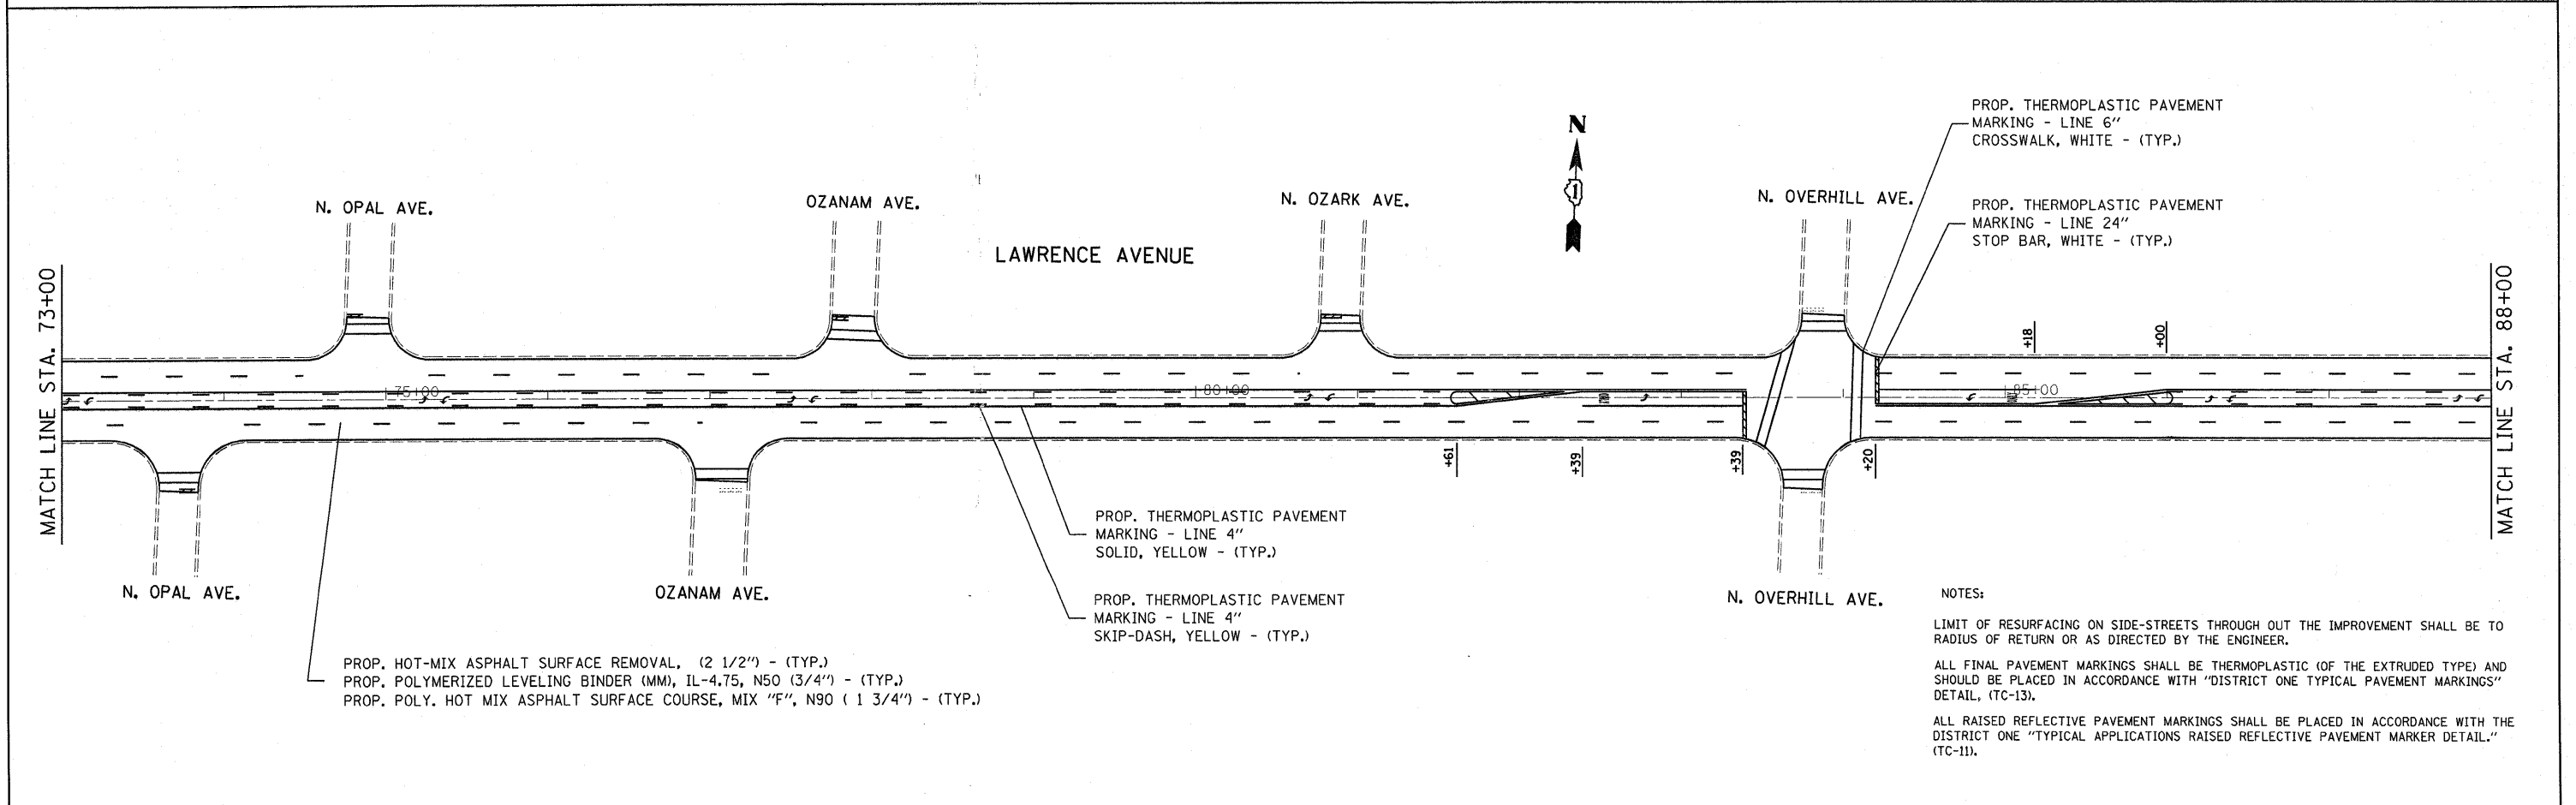 PROP. THERMOPLASTIC PAVEMENT
MARKING - LINE 6"
CROSSWALK, WHITE - (TYP.)
N
1
N. OPAL AVE.
OZANAM AVE.
N. OZARK AVE.
N. OVERHILL AVE.
PROP. THERMOPLASTIC PAVEMENT
MARKING - LINE 24"
STOP BAR, WHITE - (TYP.)
LAWRENCE AVENUE
MATCH LINE STA. 73+00
MATCH LINE STA. 88+00
+18
+00
75+00
80+00
85+00
+61
+39
+39
+20
PROP. THERMOPLASTIC PAVEMENT
MARKING - LINE 4"
SOLID, YELLOW - (TYP.)
N. OPAL AVE.
OZANAM AVE.
PROP. THERMOPLASTIC PAVEMENT
MARKING - LINE 4"
SKIP-DASH, YELLOW - (TYP.)
N. OVERHILL AVE.
PROP. HOT-MIX ASPHALT SURFACE REMOVAL, (2 1/2") - (TYP.)
PROP. POLYMERIZED LEVELING BINDER (MM), IL-4.75, N50 (3/4") - (TYP.)
PROP. POLY. HOT MIX ASPHALT SURFACE COURSE, MIX "F", N90 ( 1 3/4") - (TYP.)
NOTES:
LIMIT OF RESURFACING ON SIDE-STREETS THROUGH OUT THE IMPROVEMENT SHALL BE TO
RADIUS OF RETURN OR AS DIRECTED BY THE ENGINEER.
ALL FINAL PAVEMENT MARKINGS SHALL BE THERMOPLASTIC (OF THE EXTRUDED TYPE) AND
SHOULD BE PLACED IN ACCORDANCE WITH "DISTRICT ONE TYPICAL PAVEMENT MARKINGS"
DETAIL, (TC-13).
ALL RAISED REFLECTIVE PAVEMENT MARKINGS SHALL BE PLACED IN ACCORDANCE WITH THE
DISTRICT ONE "TYPICAL APPLICATIONS RAISED REFLECTIVE PAVEMENT MARKER DETAIL."
(TC-11).